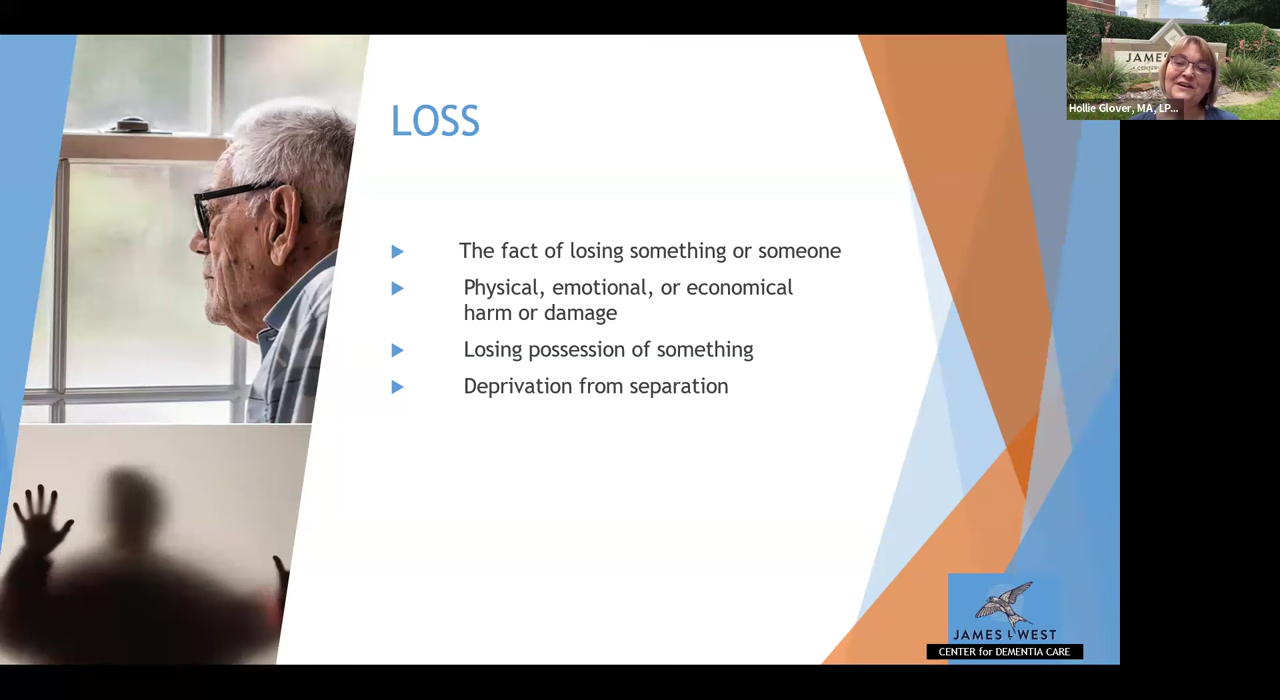 JAMES
Hollie Glover, MA, LP...
LOSS
The fact of losing something or someone
Physical, emotional, or economical
harm or damage
Losing possession of something
Deprivation from separation
JAMES L WEST
CENTER for DEMENTIA CARE